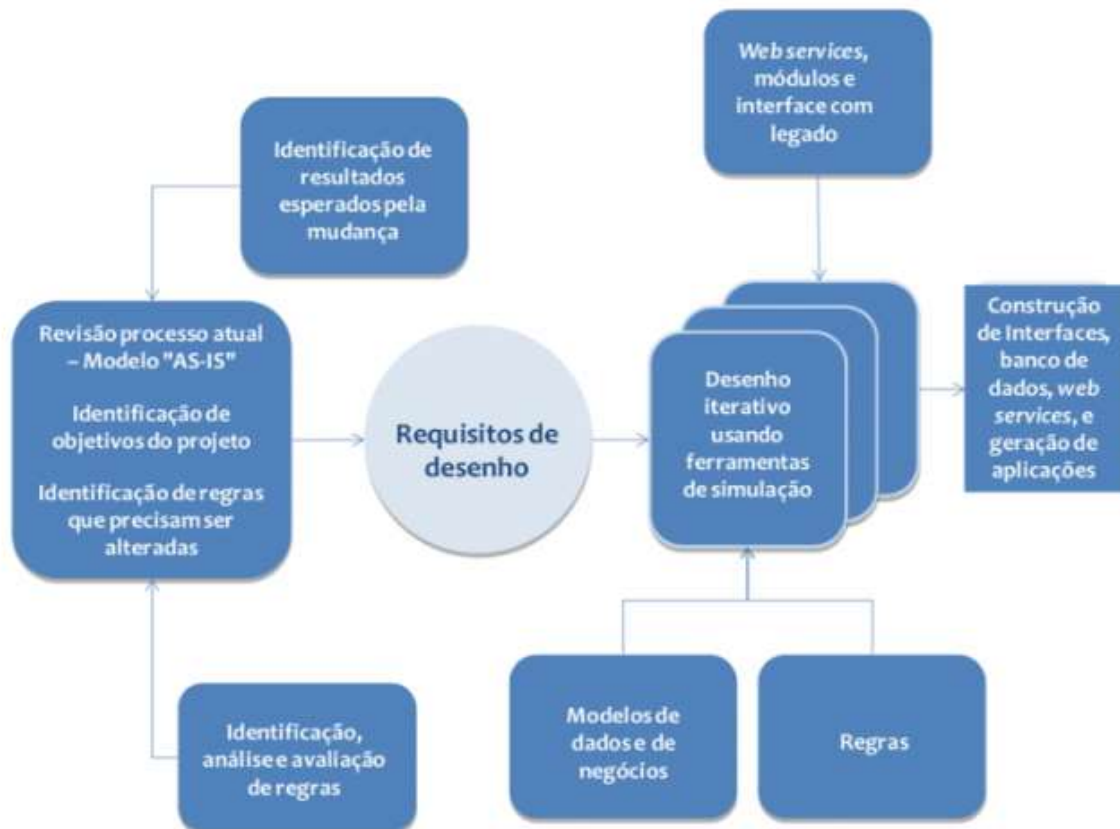 Web services,
módulos e
interface com
legado
Identificação de
resultados
esperados pela
mudança
Revisão processo atual
– Modelo "AS-IS"
Identificação de
objetivos do projeto
Identificação de regras
que precisam ser
alteradas
Requisitos de
desenho
Desenho
iterativo
usando
ferramentas
de simulação
Construção
de Interfaces,
banco de
dados, web
services, e
geração de
aplicações
Identificação,
análise e avaliação
de regras
Modelos de
dados e de
negócios
Regras